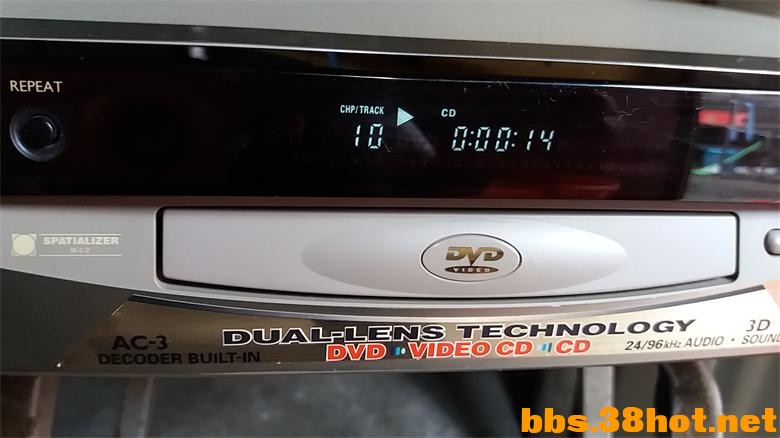 REPEAT
CHP/TRACK
CD
10
0:00:14
SPATIALIZER
N-2-2
DVD
VIDEO
AC-3
DECODER BUILT-IN
DUAL-LENS TECHNOLOGY
DVD VIDEO CD CD
3D
24/96kHz AUDIO • SOUND
bbs.38hot.net